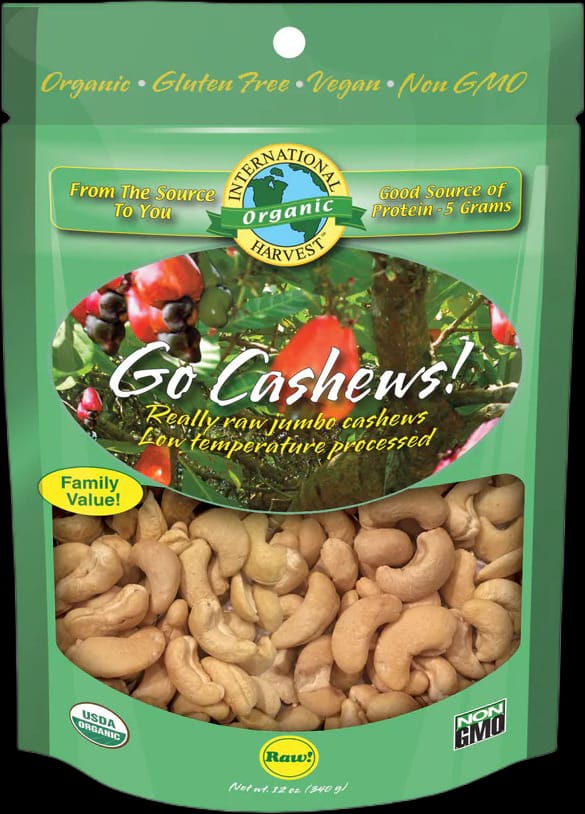 Organic • Gluten Free • Vegan • Non GMO
From The Source
To You
INTERNATIONAL
Organic
HARVEST™
Good Source of
Protein - 5 Grams
Go Cashews!
Really raw jumbo cashews
Low temperature processed
Family
Value!
USDA
ORGANIC
NON
GMO
Raw!
Net wt. 12 oz (340 g)